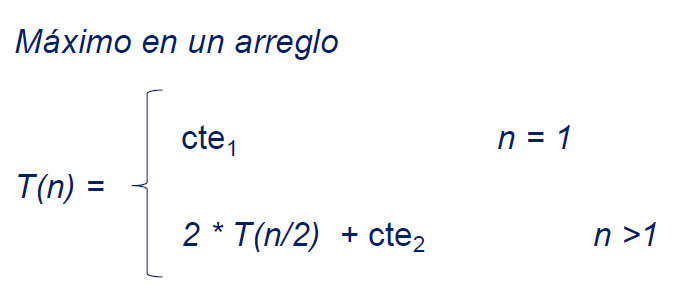 Máximo en un arreglo
cte₁ n = 1
T(n) =
2 * T(n/2) + cte₂ n >1